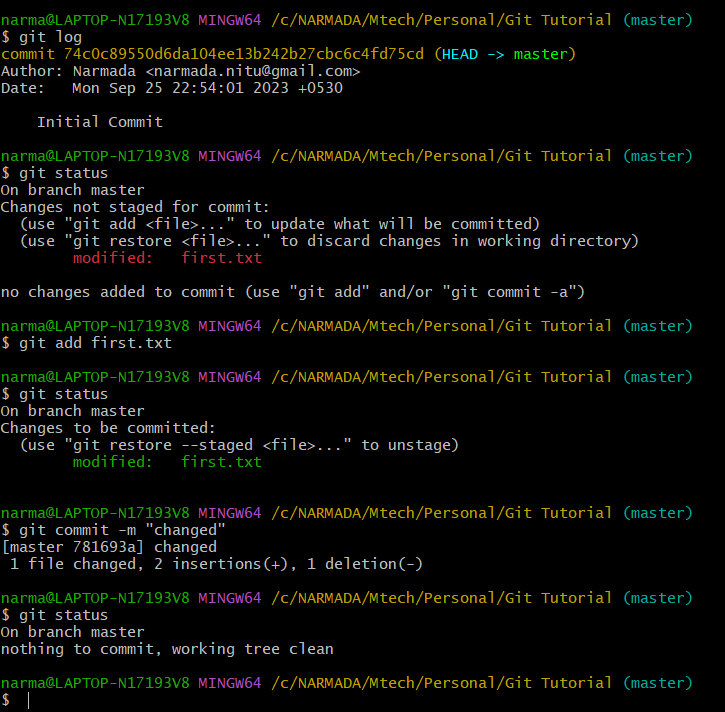 narma@LAPTOP-N17193V8 MINGW64 /c/NARMADA/Mtech/Personal/Git Tutorial (master)
$ git log
commit 74c0c89550d6da104ee13b242b27cbc6c4fd75cd (HEAD -> master)
Author: Narmada <narmada.nitu@gmail.com>
Date:   Mon Sep 25 22:54:01 2023 +0530

    Initial Commit

narma@LAPTOP-N17193V8 MINGW64 /c/NARMADA/Mtech/Personal/Git Tutorial (master)
$ git status
On branch master
Changes not staged for commit:
  (use "git add <file>..." to update what will be committed)
  (use "git restore <file>..." to discard changes in working directory)
        modified:   first.txt

no changes added to commit (use "git add" and/or "git commit -a")

narma@LAPTOP-N17193V8 MINGW64 /c/NARMADA/Mtech/Personal/Git Tutorial (master)
$ git add first.txt

narma@LAPTOP-N17193V8 MINGW64 /c/NARMADA/Mtech/Personal/Git Tutorial (master)
$ git status
On branch master
Changes to be committed:
  (use "git restore --staged <file>..." to unstage)
        modified:   first.txt


narma@LAPTOP-N17193V8 MINGW64 /c/NARMADA/Mtech/Personal/Git Tutorial (master)
$ git commit -m "changed"
[master 781693a] changed
 1 file changed, 2 insertions(+), 1 deletion(-)

narma@LAPTOP-N17193V8 MINGW64 /c/NARMADA/Mtech/Personal/Git Tutorial (master)
$ git status
On branch master
nothing to commit, working tree clean

narma@LAPTOP-N17193V8 MINGW64 /c/NARMADA/Mtech/Personal/Git Tutorial (master)
$